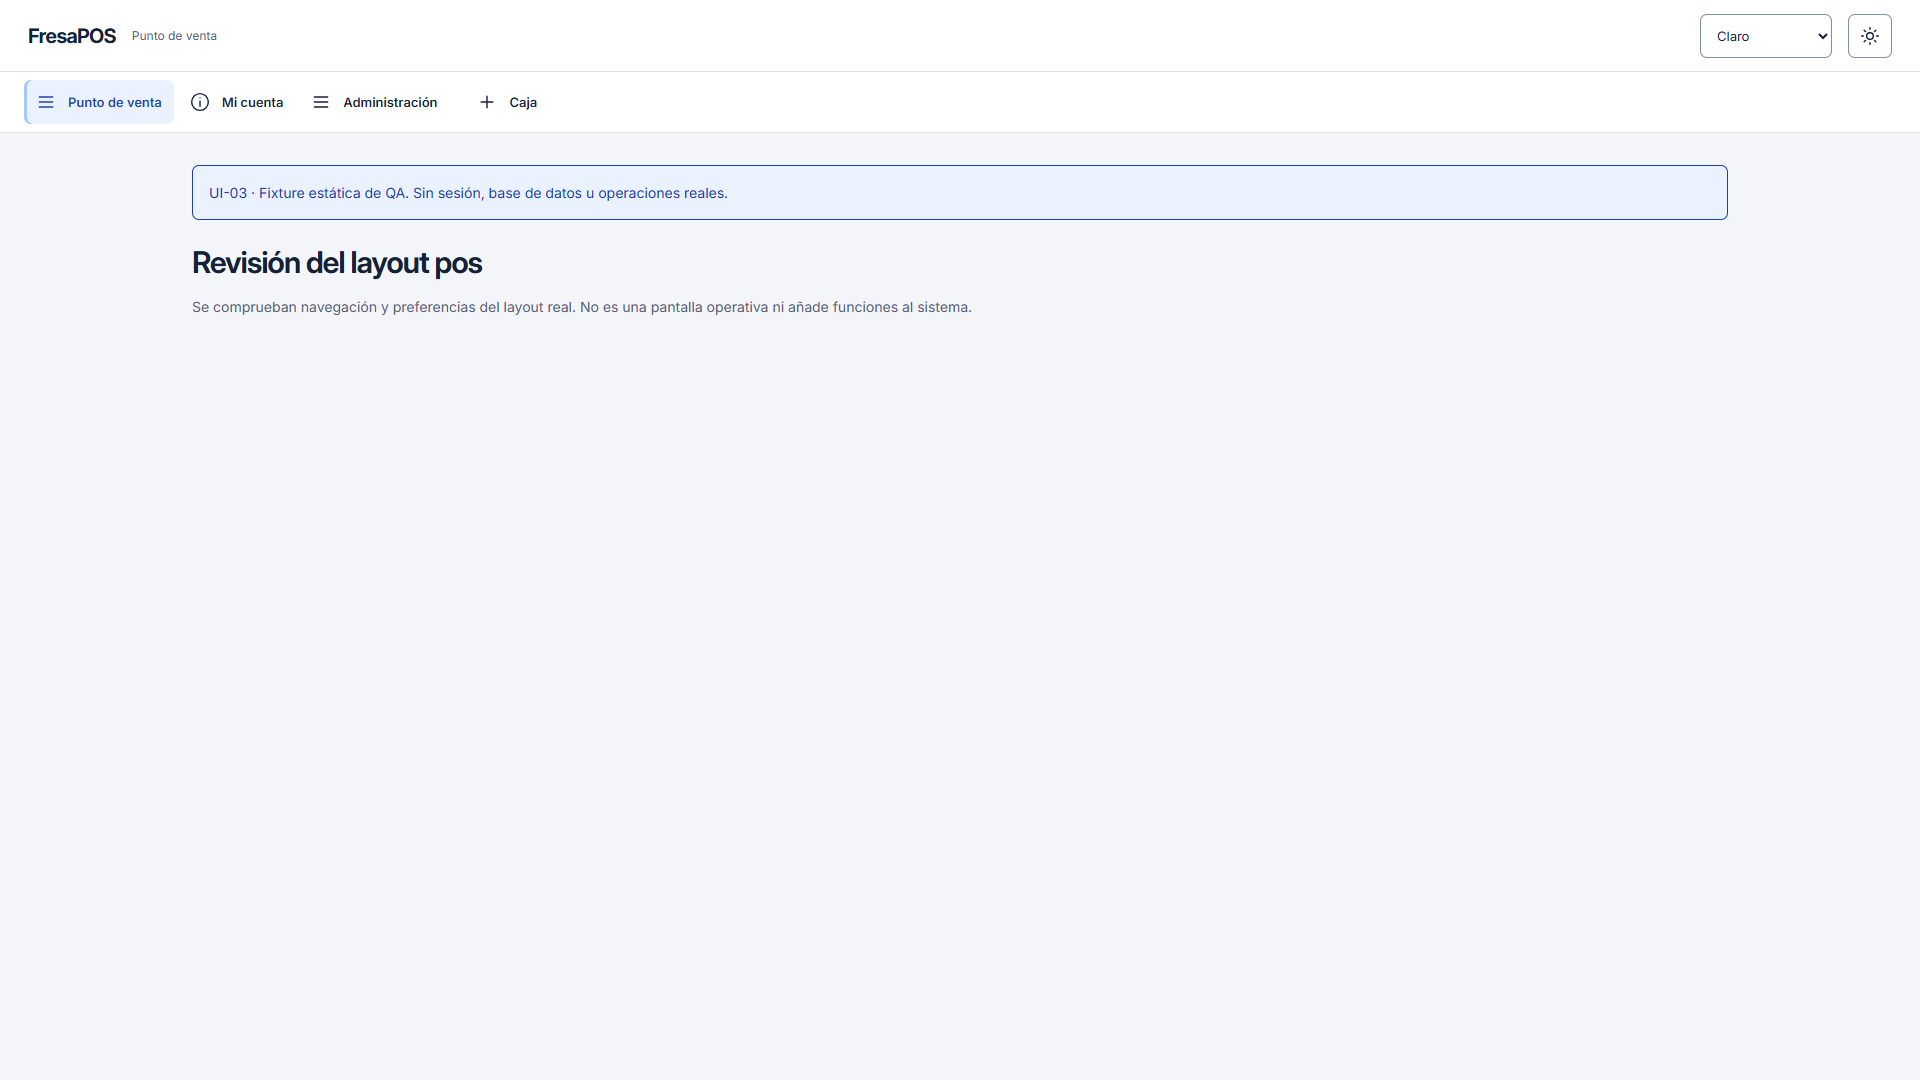 FresaPOS Punto de venta Claro
Punto de venta Mi cuenta Administración Caja
UI-03 · Fixture estática de QA. Sin sesión, base de datos u operaciones reales.
Revisión del layout pos
Se comprueban navegación y preferencias del layout real. No es una pantalla operativa ni añade funciones al sistema.